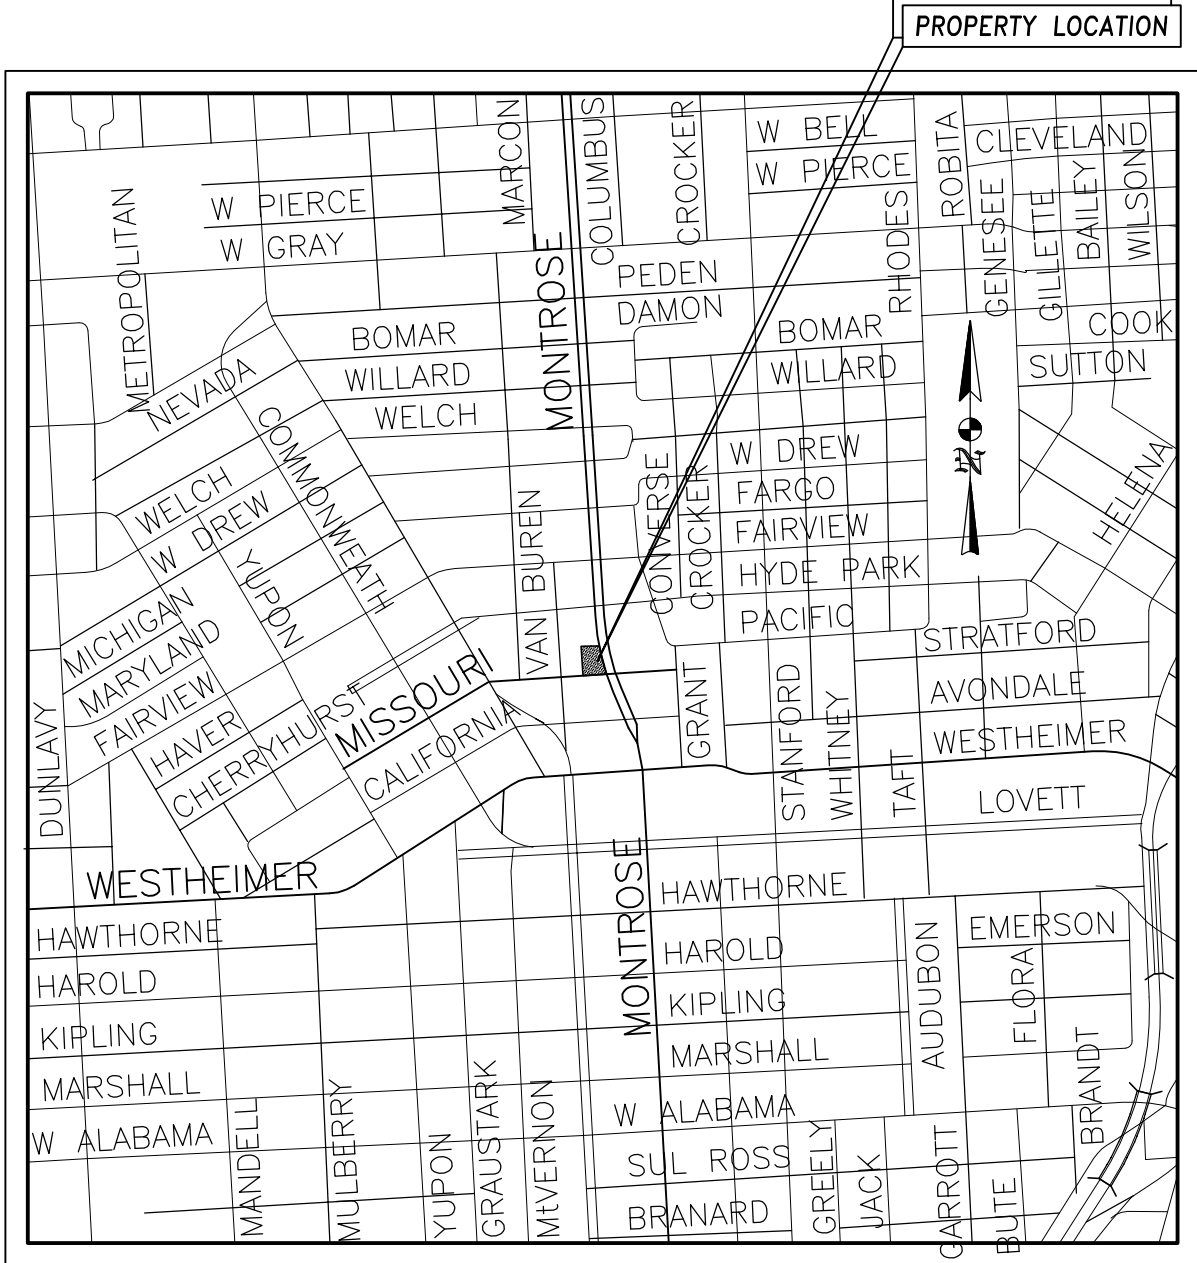 PROPERTY LOCATION
MARCON
COLUMBUS
CROCKER
W BELL
ROBITA
CLEVELAND
W PIERCE
WILSON
BAILEY
METROPOLITAN
W PIERCE
GENESEE
GILLETTE
RHODES
W GRAY
MONTROSE
PEDEN
DAMON
BOMAR
BOMAR
COOK
NEVADA
WILLARD
WILLARD
SUTTON
WELCH
COMMONWEATH
W DREW
HELENA
WELCH
CONVERSE
CROCKER
FARGO
W DREW
VAN BUREN
FAIRVIEW
YUPON
HYDE PARK
MICHIGAN
PACIFIC
MARYLAND
STRATFORD
FAIRVIEW
MISSOURI
GRANT
STANFORD
WHITNEY
AVONDALE
DUNLAVY
HAVER
CHERRYHURST
CALIFORNIA
WESTHEIMER
TAFT
LOVETT
WESTHEIMER
MONTROSE
HAWTHORNE
HAWTHORNE
EMERSON
HAROLD
HAROLD
AUDUBON
FLORA
KIPLING
KIPLING
MARSHALL
MARSHALL
BRANDT
W ALABAMA
W ALABAMA
MANDELL
MULBERRY
YUPON
GRAUSTARK
MtVERNON
SUL ROSS
GREELY
JACK
GARROTT
BUTE
BRANARD